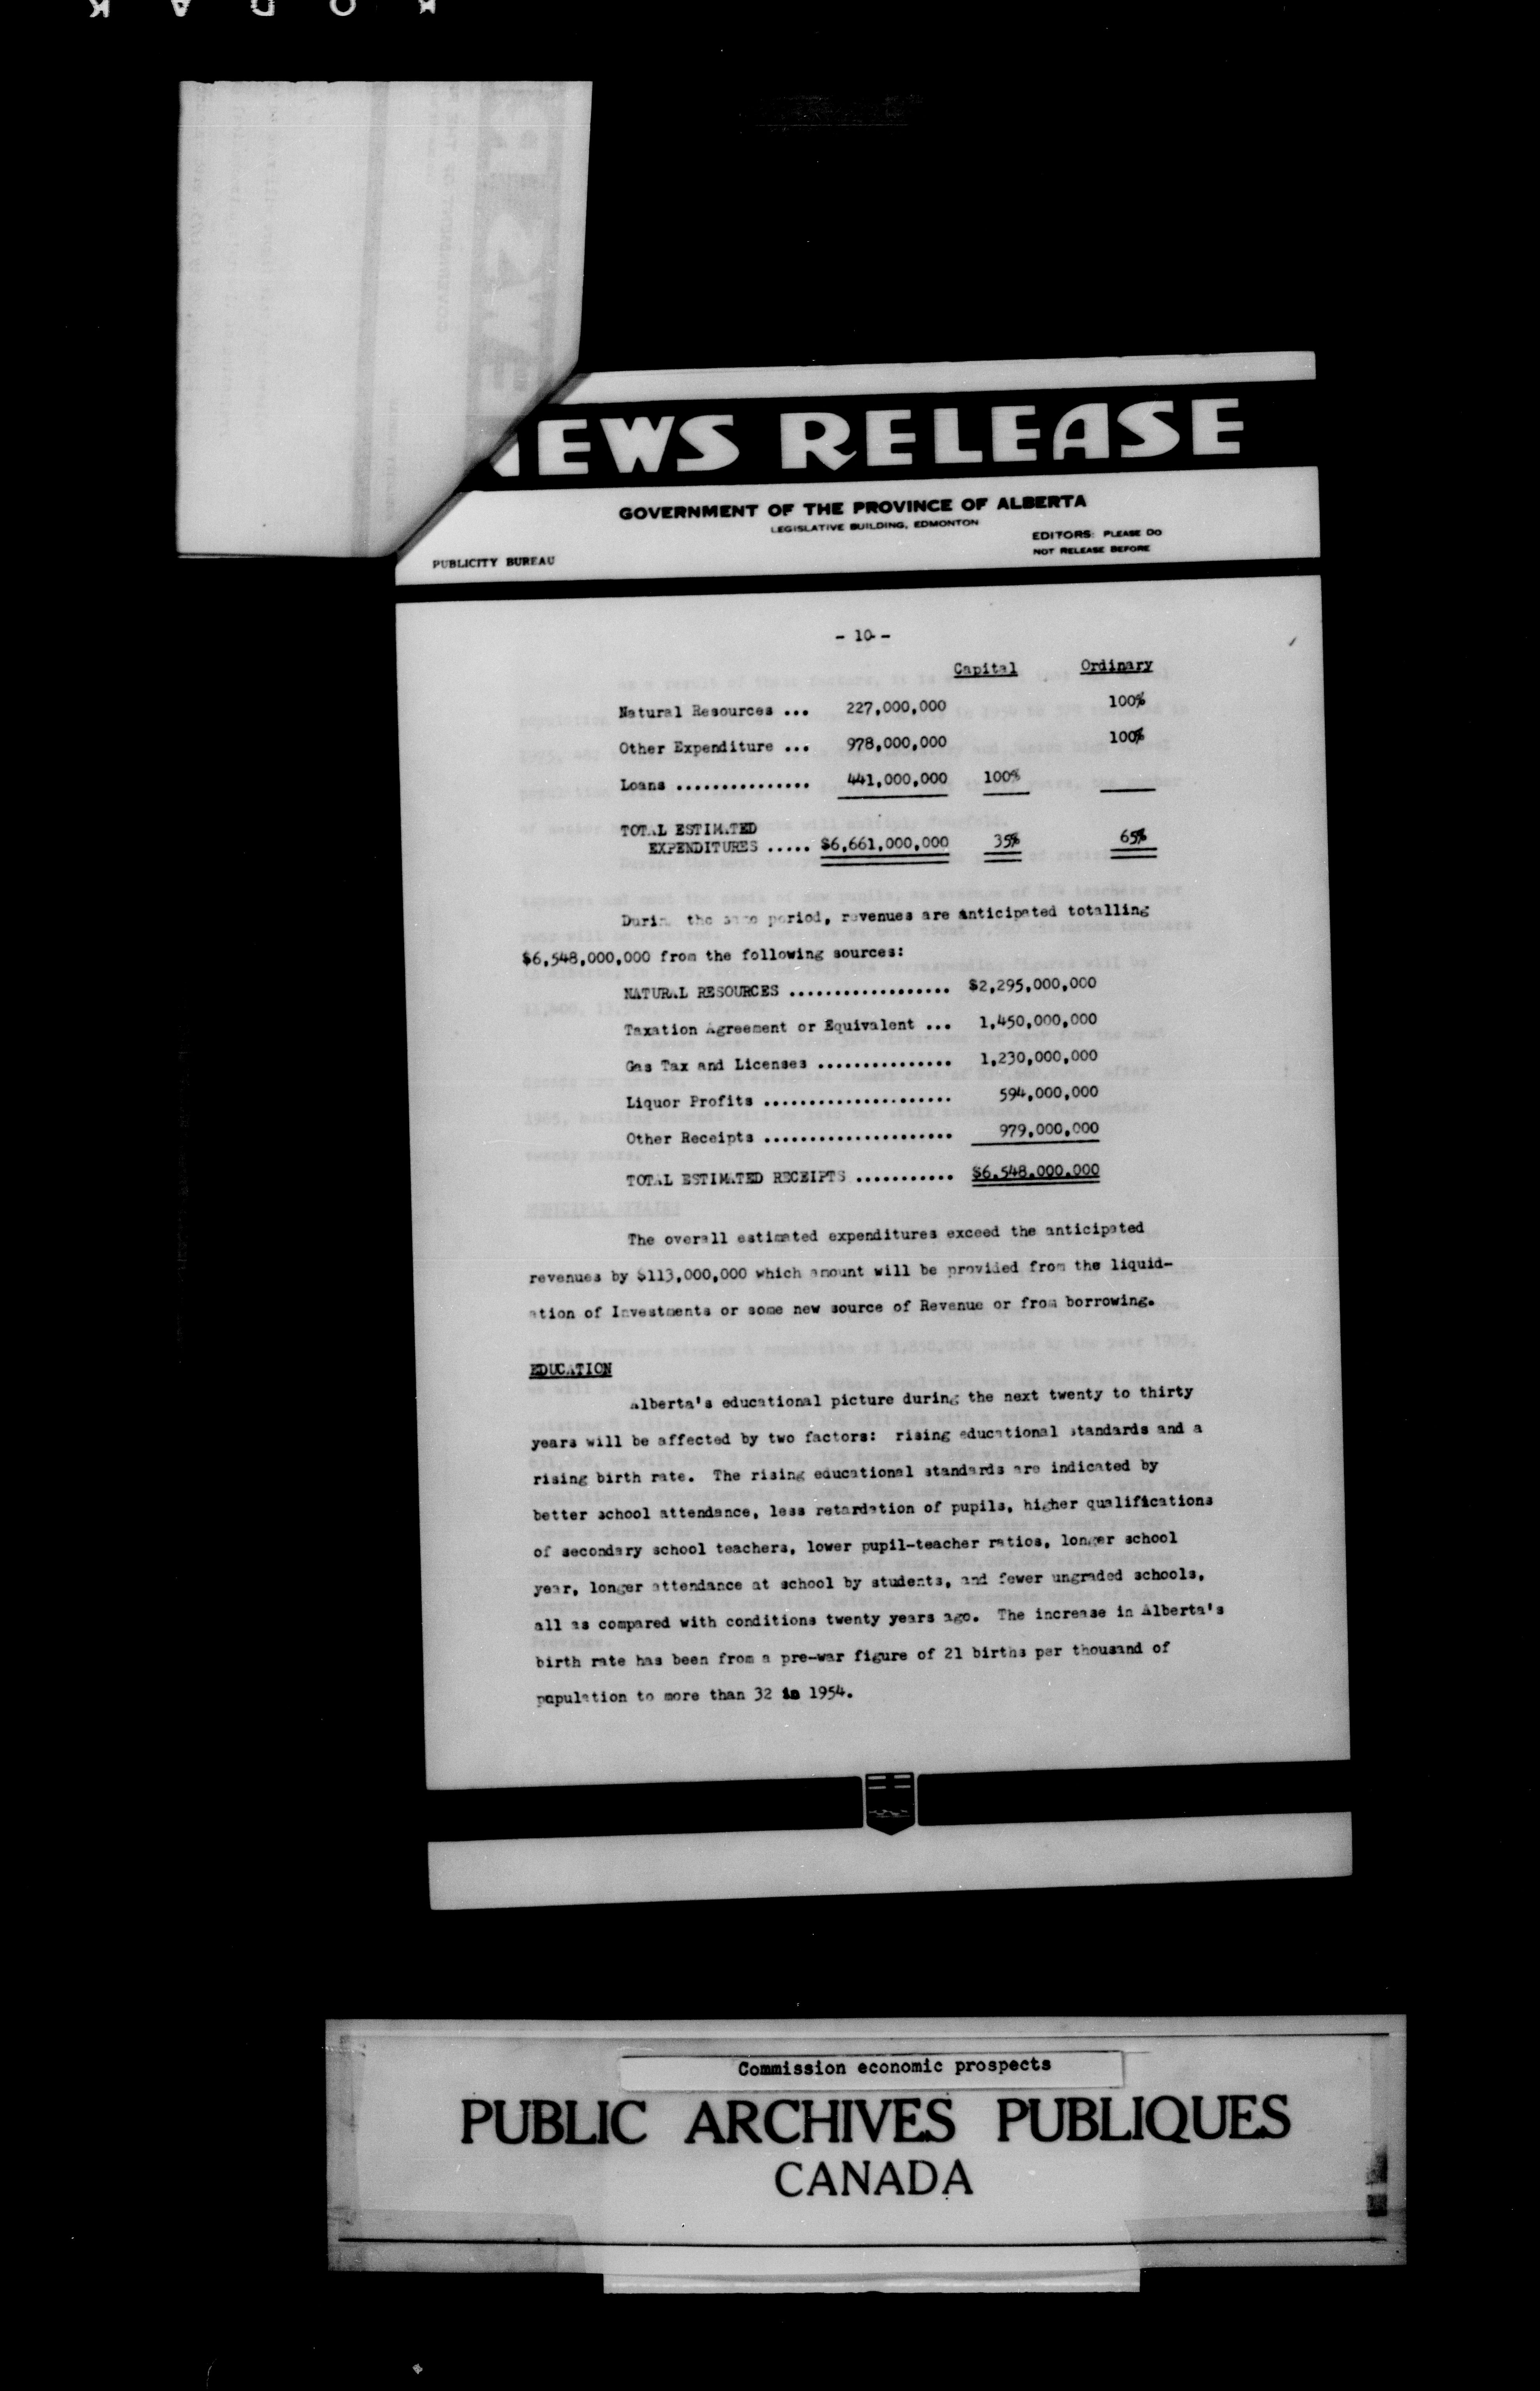 KODAK
NEWS RELEASE
GOVERNMENT OF THE PROVINCE OF ALBERTA
LEGISLATIVE BUILDING, EDMONTON
EDITORS: PLEASE DO
NOT RELEASE BEFORE
PUBLICITY BUREAU
- 10 -
Capital Ordinary
Natural Resources ... 227,000,000 100%
Other Expenditure ... 978,000,000 100%
Loans ............... 441,000,000 100%
TOTAL ESTIMATED
EXPENDITURES ..... $6,661,000,000 35% 65%
During the same period, revenues are anticipated totalling
$6,548,000,000 from the following sources:
NATURAL RESOURCES .................. $2,295,000,000
Taxation Agreement or Equivalent ... 1,450,000,000
Gas Tax and Licenses ............... 1,230,000,000
Liquor Profits ..................... 594,000,000
Other Receipts ..................... 979,000,000
TOTAL ESTIMATED RECEIPTS ........... $6,548,000,000
The overall estimated expenditures exceed the anticipated
revenues by $113,000,000 which amount will be provided from the liquid-
ation of Investments or some new source of Revenue or from borrowing.
EDUCATION
Alberta's educational picture during the next twenty to thirty
years will be affected by two factors: rising educational standards and a
rising birth rate. The rising educational standards are indicated by
better school attendance, less retardation of pupils, higher qualifications
of secondary school teachers, lower pupil-teacher ratios, longer school
year, longer attendance at school by students, and fewer ungraded schools,
all as compared with conditions twenty years ago. The increase in Alberta's
birth rate has been from a pre-war figure of 21 births per thousand of
population to more than 32 in 1954.
Commission economic prospects
PUBLIC ARCHIVES PUBLIQUES
CANADA